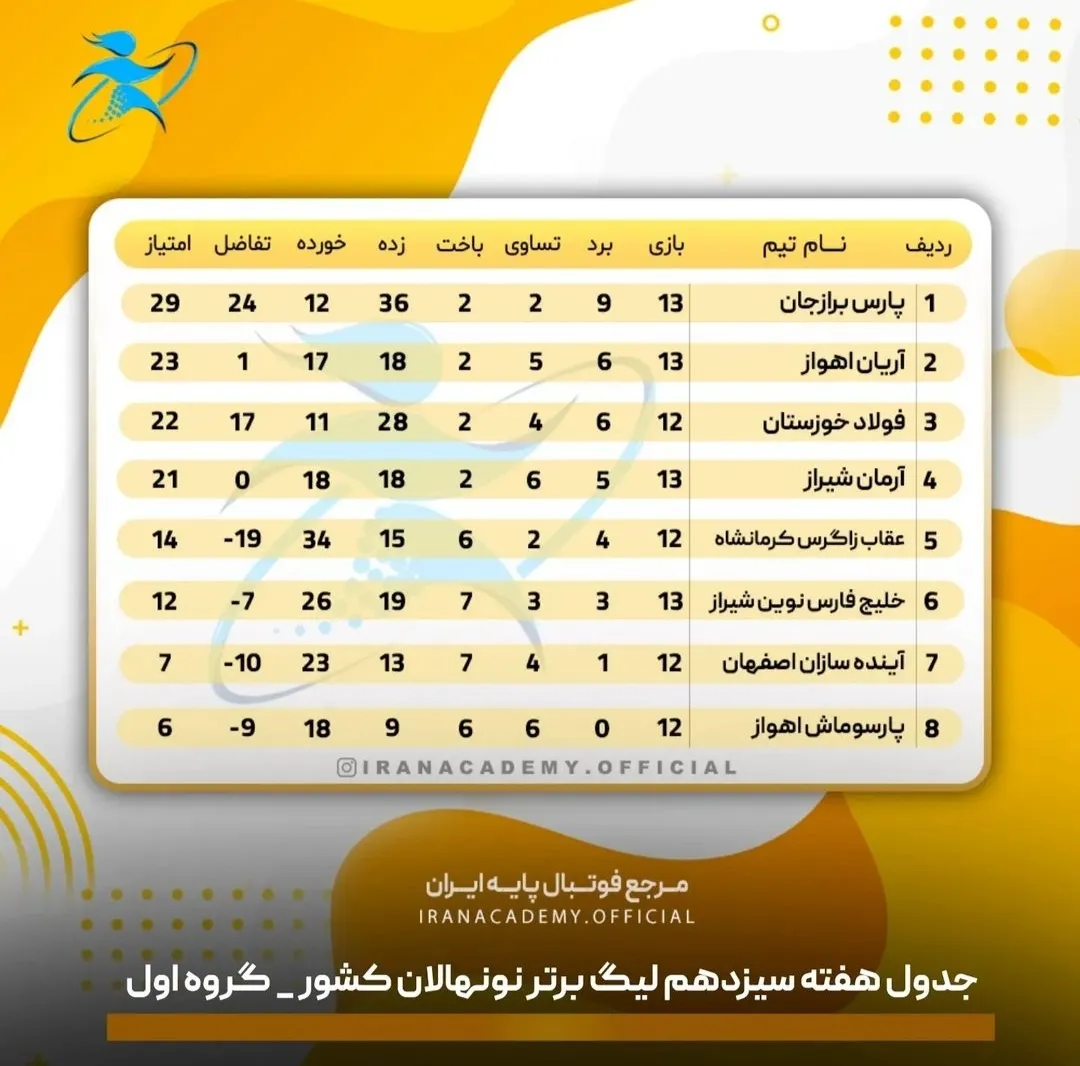 ردیف نام تیم بازی برد تساوی باخت زده خورده تفاضل امتیاز
1 پارس برازجان 13 9 2 2 36 12 24 29
2 آریان اهواز 13 6 5 2 18 17 1 23
3 فولاد خوزستان 12 6 4 2 28 11 17 22
4 آرمان شیراز 13 5 6 2 18 18 0 21
5 عقاب زاگرس کرمانشاه 12 4 2 6 15 34 -19 14
6 خلیج فارس نوین شیراز 13 3 3 7 19 26 -7 12
7 آینده سازان اصفهان 12 1 4 7 13 23 -10 7
8 پارسوماش اهواز 12 0 6 6 9 18 -9 6
IRANACADEMY.OFFICIAL
مرجع فوتبال پایه ایران
IRANACADEMY.OFFICIAL
جدول هفته سیزدهم لیگ برتر نونهالان کشور _ گروه اول